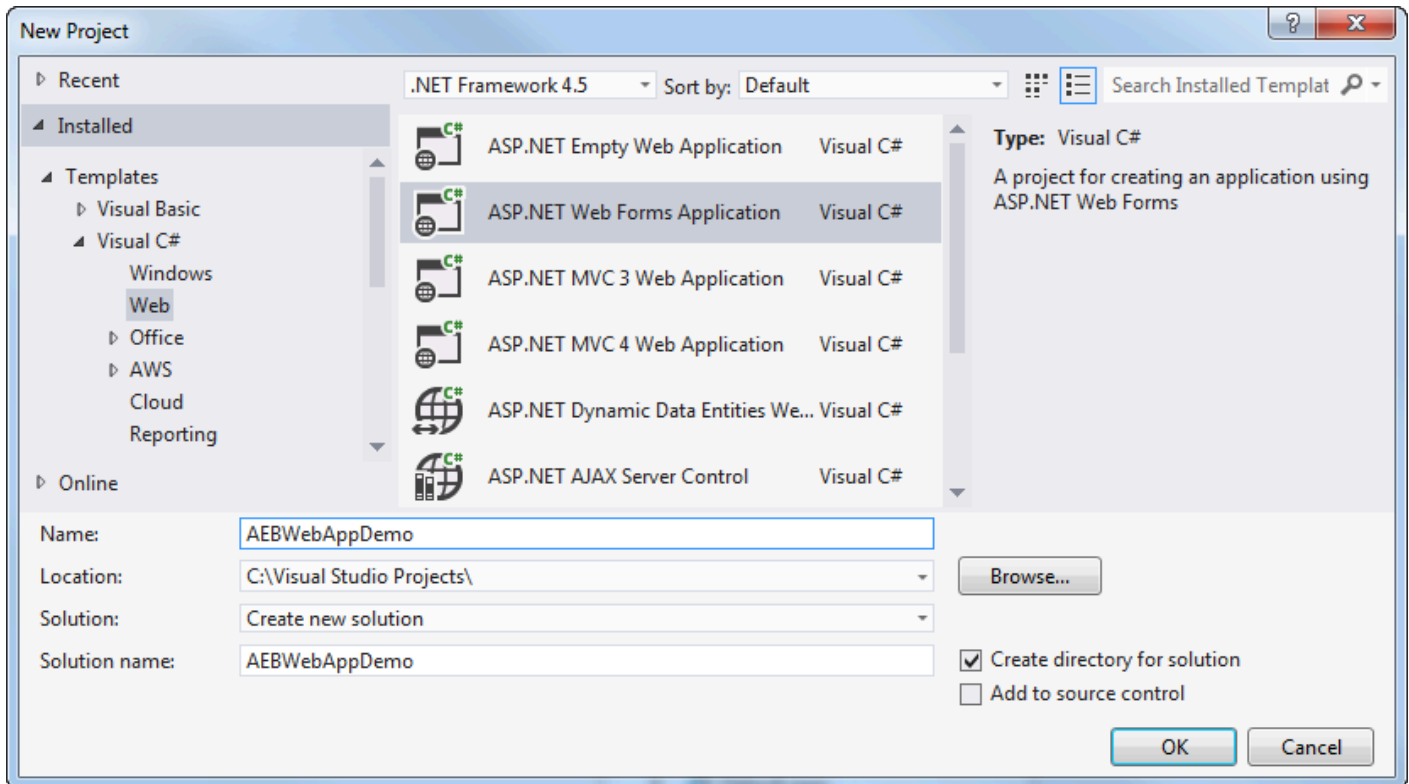 New Project
Recent
Installed
Templates
Visual Basic
Visual C#
Windows
Web
Office
AWS
Cloud
Reporting
Online
.NET Framework 4.5
Sort by: Default
Search Installed Templat
C# ASP.NET Empty Web Application Visual C#
C# ASP.NET Web Forms Application Visual C#
C# ASP.NET MVC 3 Web Application Visual C#
C# ASP.NET MVC 4 Web Application Visual C#
C# ASP.NET Dynamic Data Entities We... Visual C#
C# ASP.NET AJAX Server Control Visual C#
Type: Visual C#
A project for creating an application using
ASP.NET Web Forms
Name: AEBWebAppDemo
Location: C:\Visual Studio Projects\
Browse...
Solution: Create new solution
Solution name: AEBWebAppDemo
Create directory for solution
Add to source control
OK
Cancel